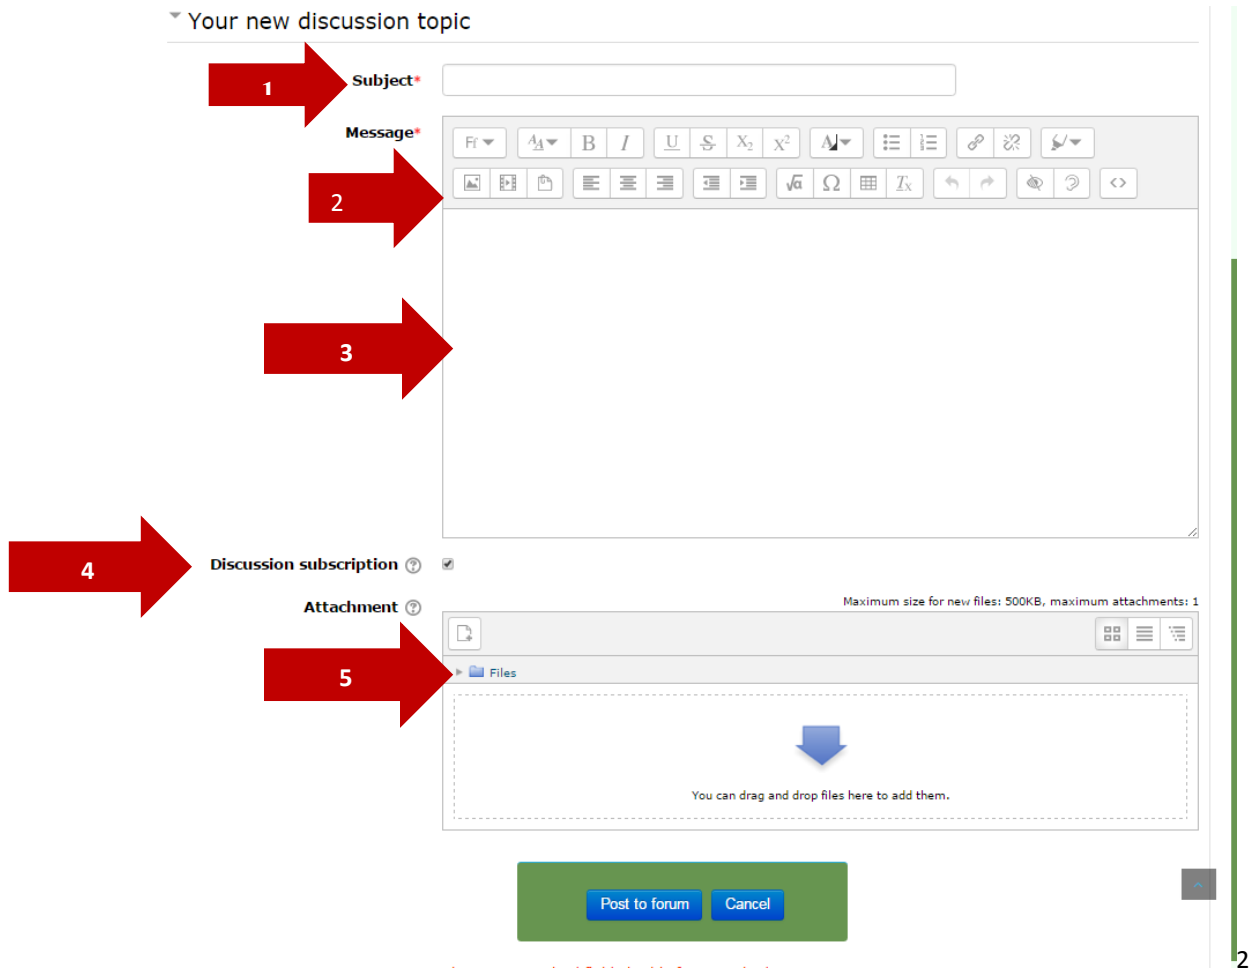 Your new discussion topic
1
Subject*
Message*
2
3
4
Discussion subscription
Attachment
Maximum size for new files: 500KB, maximum attachments: 1
5
Files
You can drag and drop files here to add them.
Post to forum Cancel
2